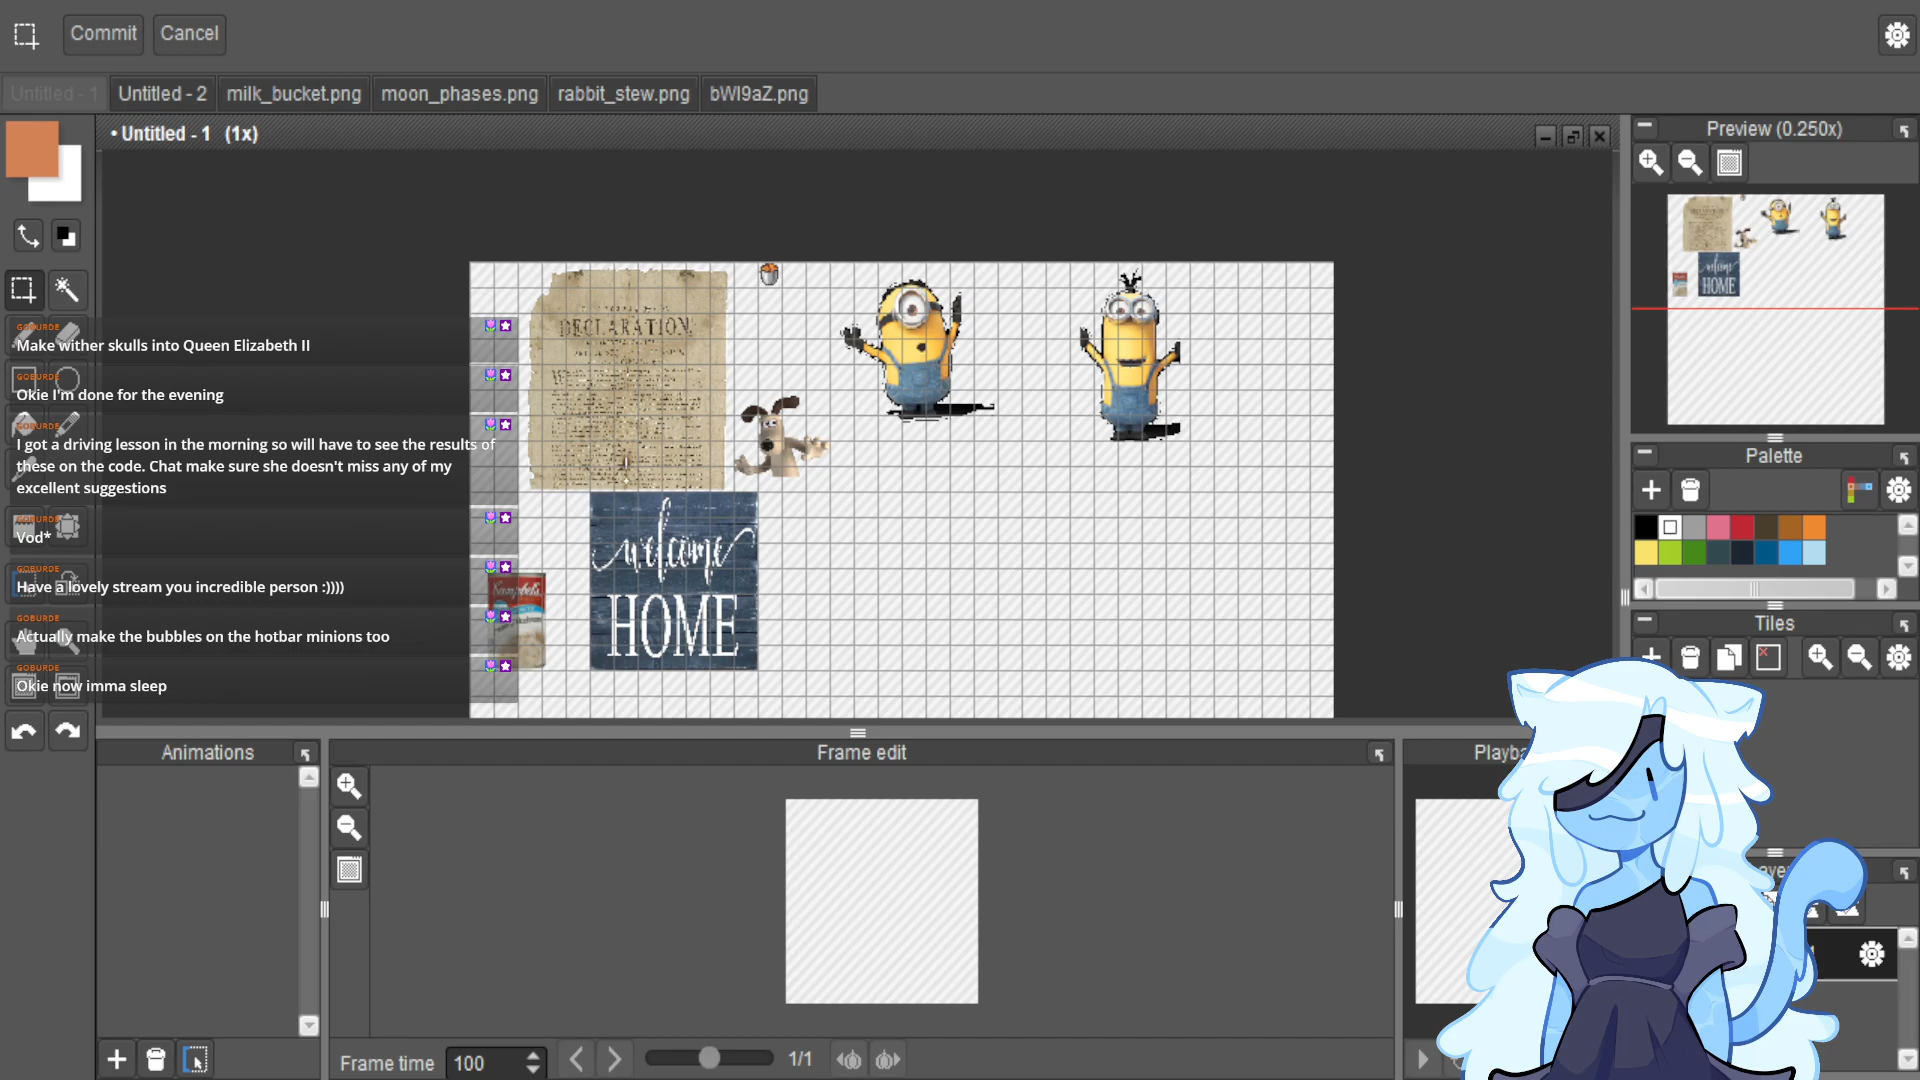 Commit
Cancel
Untitled - 1
Untitled - 2
milk_bucket.png
moon_phases.png
rabbit_stew.png
bWI9aZ.png
• Untitled - 1 (1x)
Preview (0.250x)
GOBURDE
Make wither skulls into Queen Elizabeth II
GOBURDE
Okie I'm done for the evening
GOBURDE
I got a driving lesson in the morning so will have to see the results of
these on the code. Chat make sure she doesn't miss any of my
excellent suggestions
GOBURDE
Vod*
GOBURDE
Have a lovely stream you incredible person :))))
GOBURDE
Actually make the bubbles on the hotbar minions too
GOBURDE
Okie now imma sleep
DECLARATION
welcome
HOME
Campbell's
welcome
HOME
Palette
Tiles
Animations
Frame edit
Playba
Frame time
100
1/1